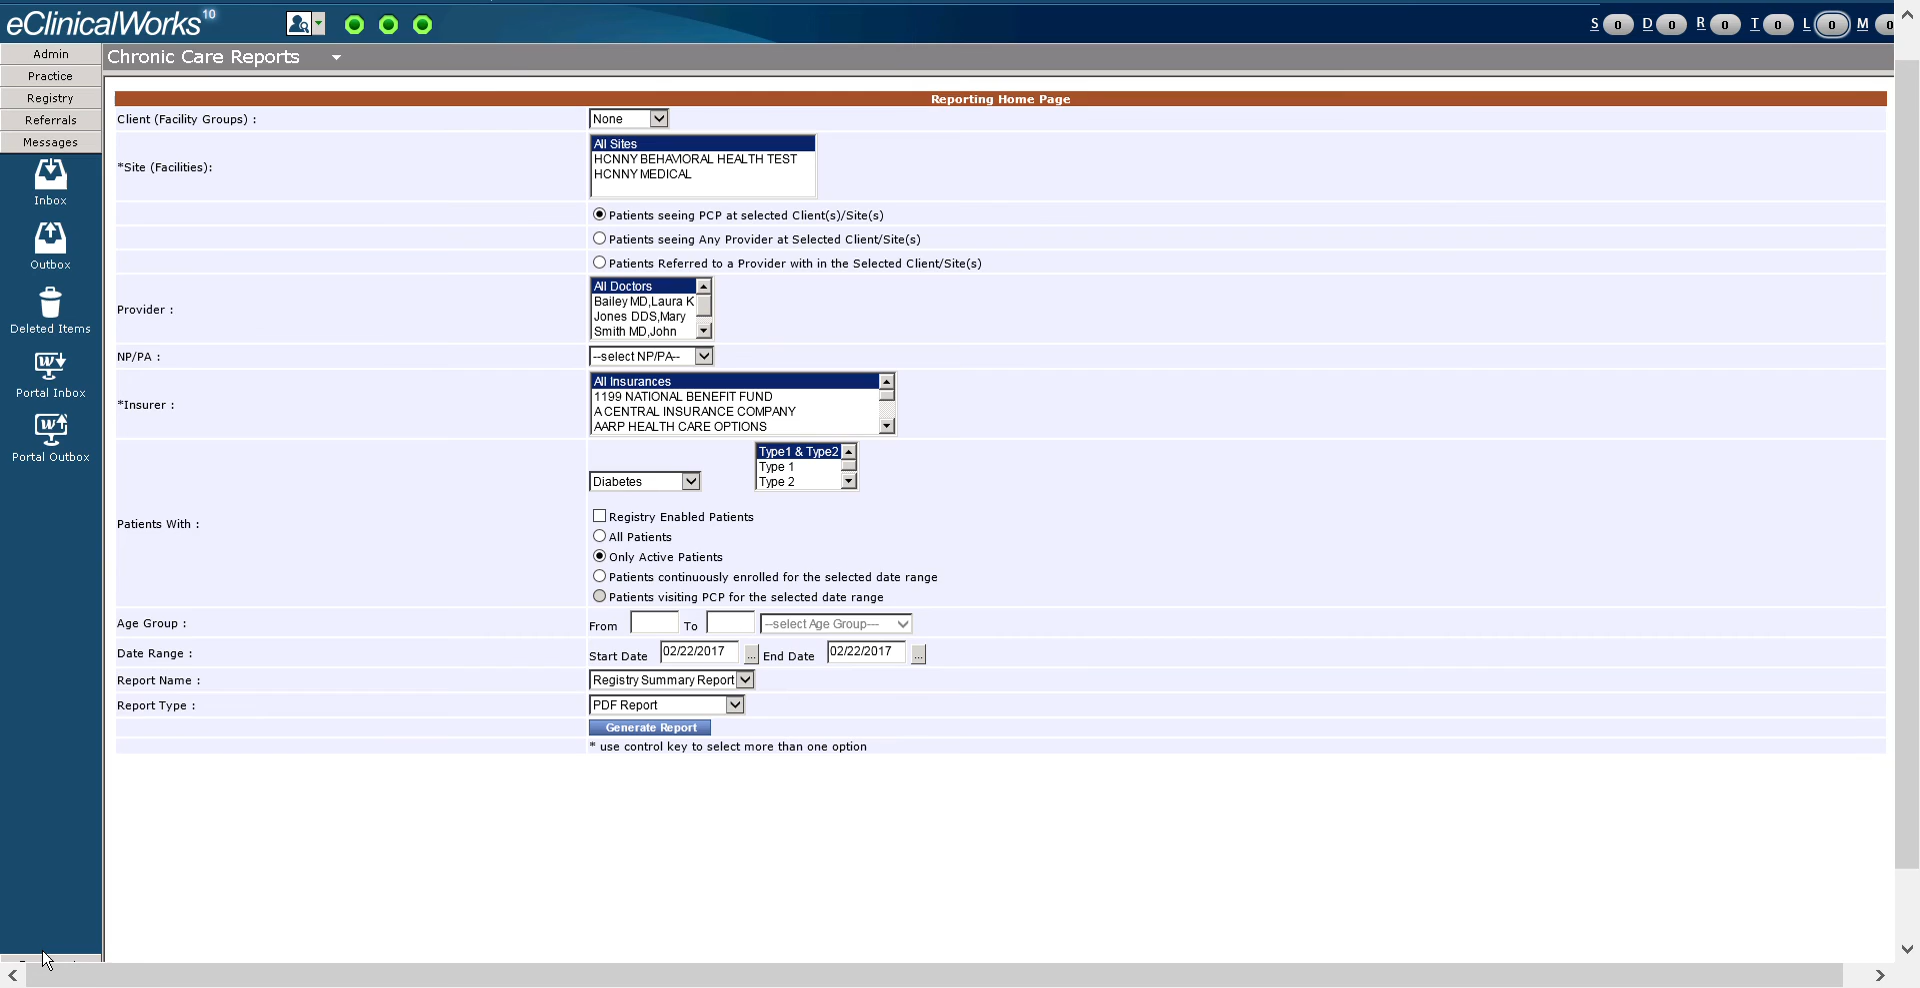 eClinicalWorks 10
S 0 D 0 R 0 T 0 L 0 M 0
Admin
Practice
Registry
Referrals
Messages
Inbox
Outbox
Deleted Items
Portal Inbox
Portal Outbox
Chronic Care Reports
Reporting Home Page
Client (Facility Groups) : None
*Site (Facilities):
All Sites
HCNNY BEHAVIORAL HEALTH TEST
HCNNY MEDICAL
Patients seeing PCP at selected Client(s)/Site(s)
Patients seeing Any Provider at Selected Client/Site(s)
Patients Referred to a Provider with in the Selected Client/Site(s)
Provider :
All Doctors
Bailey MD,Laura K
Jones DDS,Mary
Smith MD,John
NP/PA : --select NP/PA--
*Insurer :
All Insurances
1199 NATIONAL BENEFIT FUND
A CENTRAL INSURANCE COMPANY
AARP HEALTH CARE OPTIONS
Patients With :
Diabetes
Type1 & Type2
Type 1
Type 2
Registry Enabled Patients
All Patients
Only Active Patients
Patients continuously enrolled for the selected date range
Patients visiting PCP for the selected date range
Age Group : From To --select Age Group---
Date Range : Start Date 02/22/2017 ... End Date 02/22/2017 ...
Report Name : Registry Summary Report
Report Type : PDF Report
Generate Report
* use control key to select more than one option